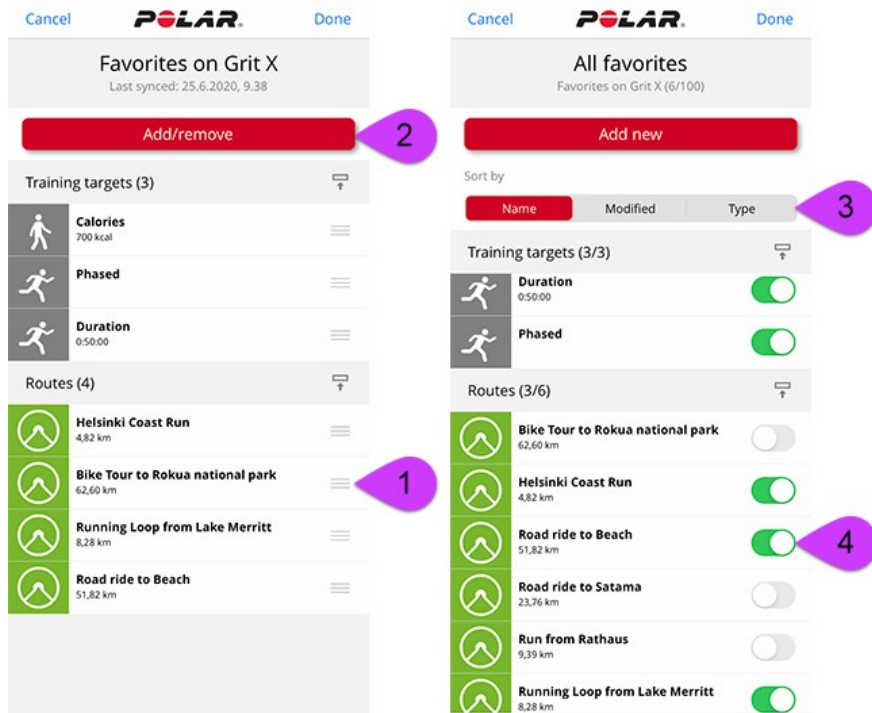 Cancel
POLAR.
Done
Favorites on Grit X
Last synced: 25.6.2020, 9.38
Add/remove
2
Training targets (3)
Calories
700 kcal
Phased
Duration
0:50:00
Routes (4)
Helsinki Coast Run
4,82 km
Bike Tour to Rokua national park
62,60 km
1
Running Loop from Lake Merritt
8,28 km
Road ride to Beach
51,82 km
Cancel
POLAR.
Done
All favorites
Favorites on Grit X (6/100)
Add new
Sort by
Name Modified Type
3
Training targets (3/3)
Duration
0:50:00
Phased
Routes (3/6)
Bike Tour to Rokua national park
62,60 km
Helsinki Coast Run
4,82 km
Road ride to Beach
51,82 km
4
Road ride to Satama
23,76 km
Run from Rathaus
9,39 km
Running Loop from Lake Merritt
8,28 km